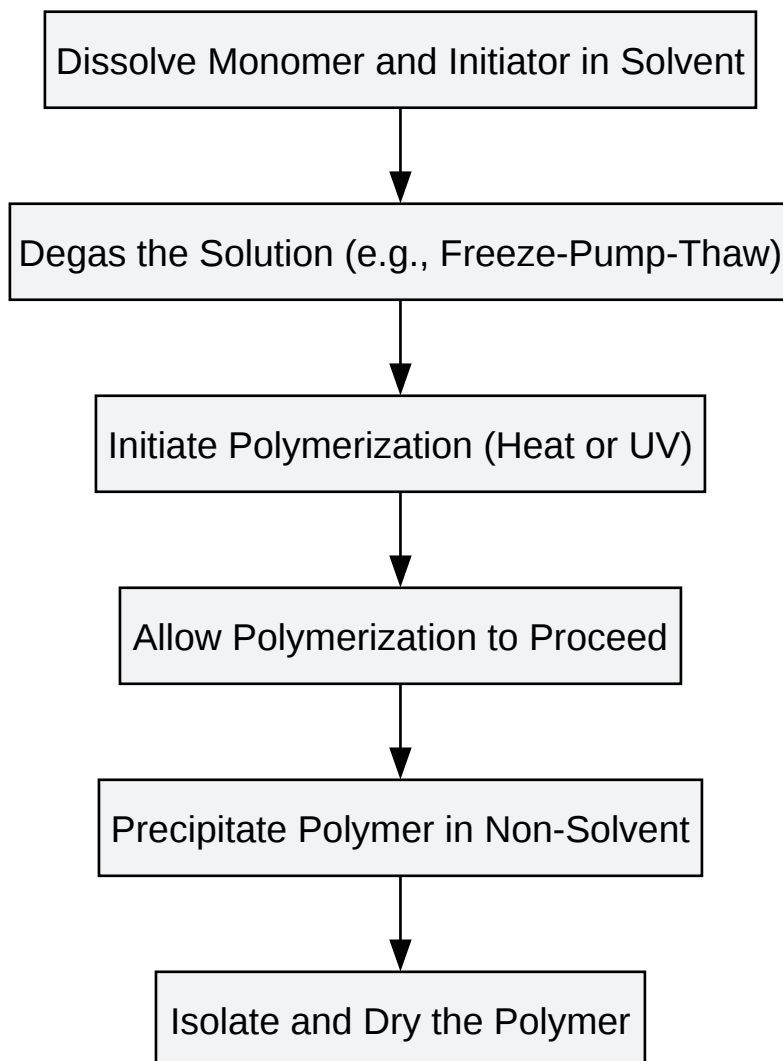 Dissolve Monomer and Initiator in Solvent
Degas the Solution (e.g., Freeze-Pump-Thaw)
Initiate Polymerization (Heat or UV)
Allow Polymerization to Proceed
Precipitate Polymer in Non-Solvent
Isolate and Dry the Polymer